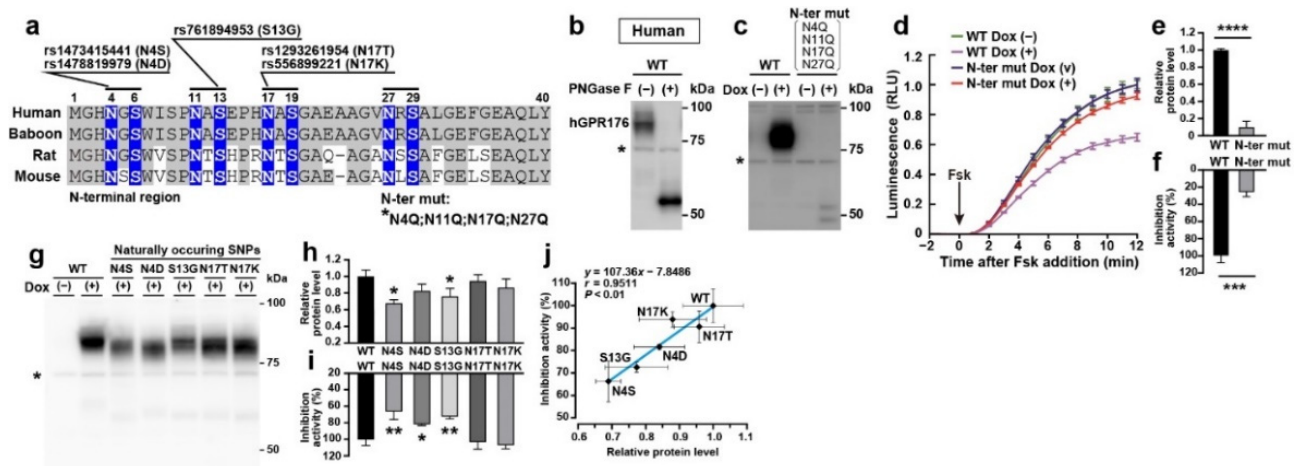 a
rs761894953 (S13G)
rs1473415441 (N4S)
rs1478819979 (N4D)
rs1293261954 (N17T)
rs556899221 (N17K)
1 4 6 11 13 17 19 27 29 40
Human MGHNGSWISPNASEPHNASGAEAAGVNRSALGEFGEAQLY
Baboon MGHNGSWISPNASEPHNASGAEAAGVNRSALGEFGEAQLY
Rat MGHNGSWVSPNTSHPRNTSGAQ-AGANSSAFGELSEAQLY
Mouse MGHNSSWVSPNTSHPRNTSGAE-AGANLSAFGELSEAQLY
N-terminal region
N-ter mut:
*N4Q;N11Q;N17Q;N27Q
b
Human
WT
PNGase F (-) (+) kDa
hGPR176
- 100
- 75
*
- 50
c
N-ter mut
N4Q
N11Q
N17Q
N27Q
WT
Dox (-) (+) (-) (+) kDa
- 100
- 75
*
- 50
d
WT Dox (-)
WT Dox (+)
N-ter mut Dox (v)
N-ter mut Dox (+)
Luminescence (RLU)
1.2
1.0
0.8
0.6
0.4
0.2
0
Fsk
-2 0 2 4 6 8 10 12
Time after Fsk addition (min)
e
****
Relative protein level
1.2
1.0
0.8
0.6
0.4
0.2
0
WT N-ter mut
f
WT N-ter mut
Inhibition activity (%)
0
20
40
60
80
100
120
***
g
Naturally occuring SNPs
WT N4S N4D S13G N17T N17K
Dox (-) (+) (+) (+) (+) (+) (+)
kDa
- 100
- 75
*
- 50
h
Relative protein level
1.2
1.0
0.8
0.6
0.4
0.2
* *
WT N4S N4D S13G N17T N17K
i
WT N4S N4D S13G N17T N17K
Inhibition activity (%)
20
40
60
80
100
120
** * **
j
y = 107.36x − 7.8486
r = 0.9511
P < 0.01
Inhibition activity (%)
110
100
90
80
70
60
50
WT
N17K
N17T
N4D
S13G
N4S
0.6 0.7 0.8 0.9 1.0 1.1
Relative protein level